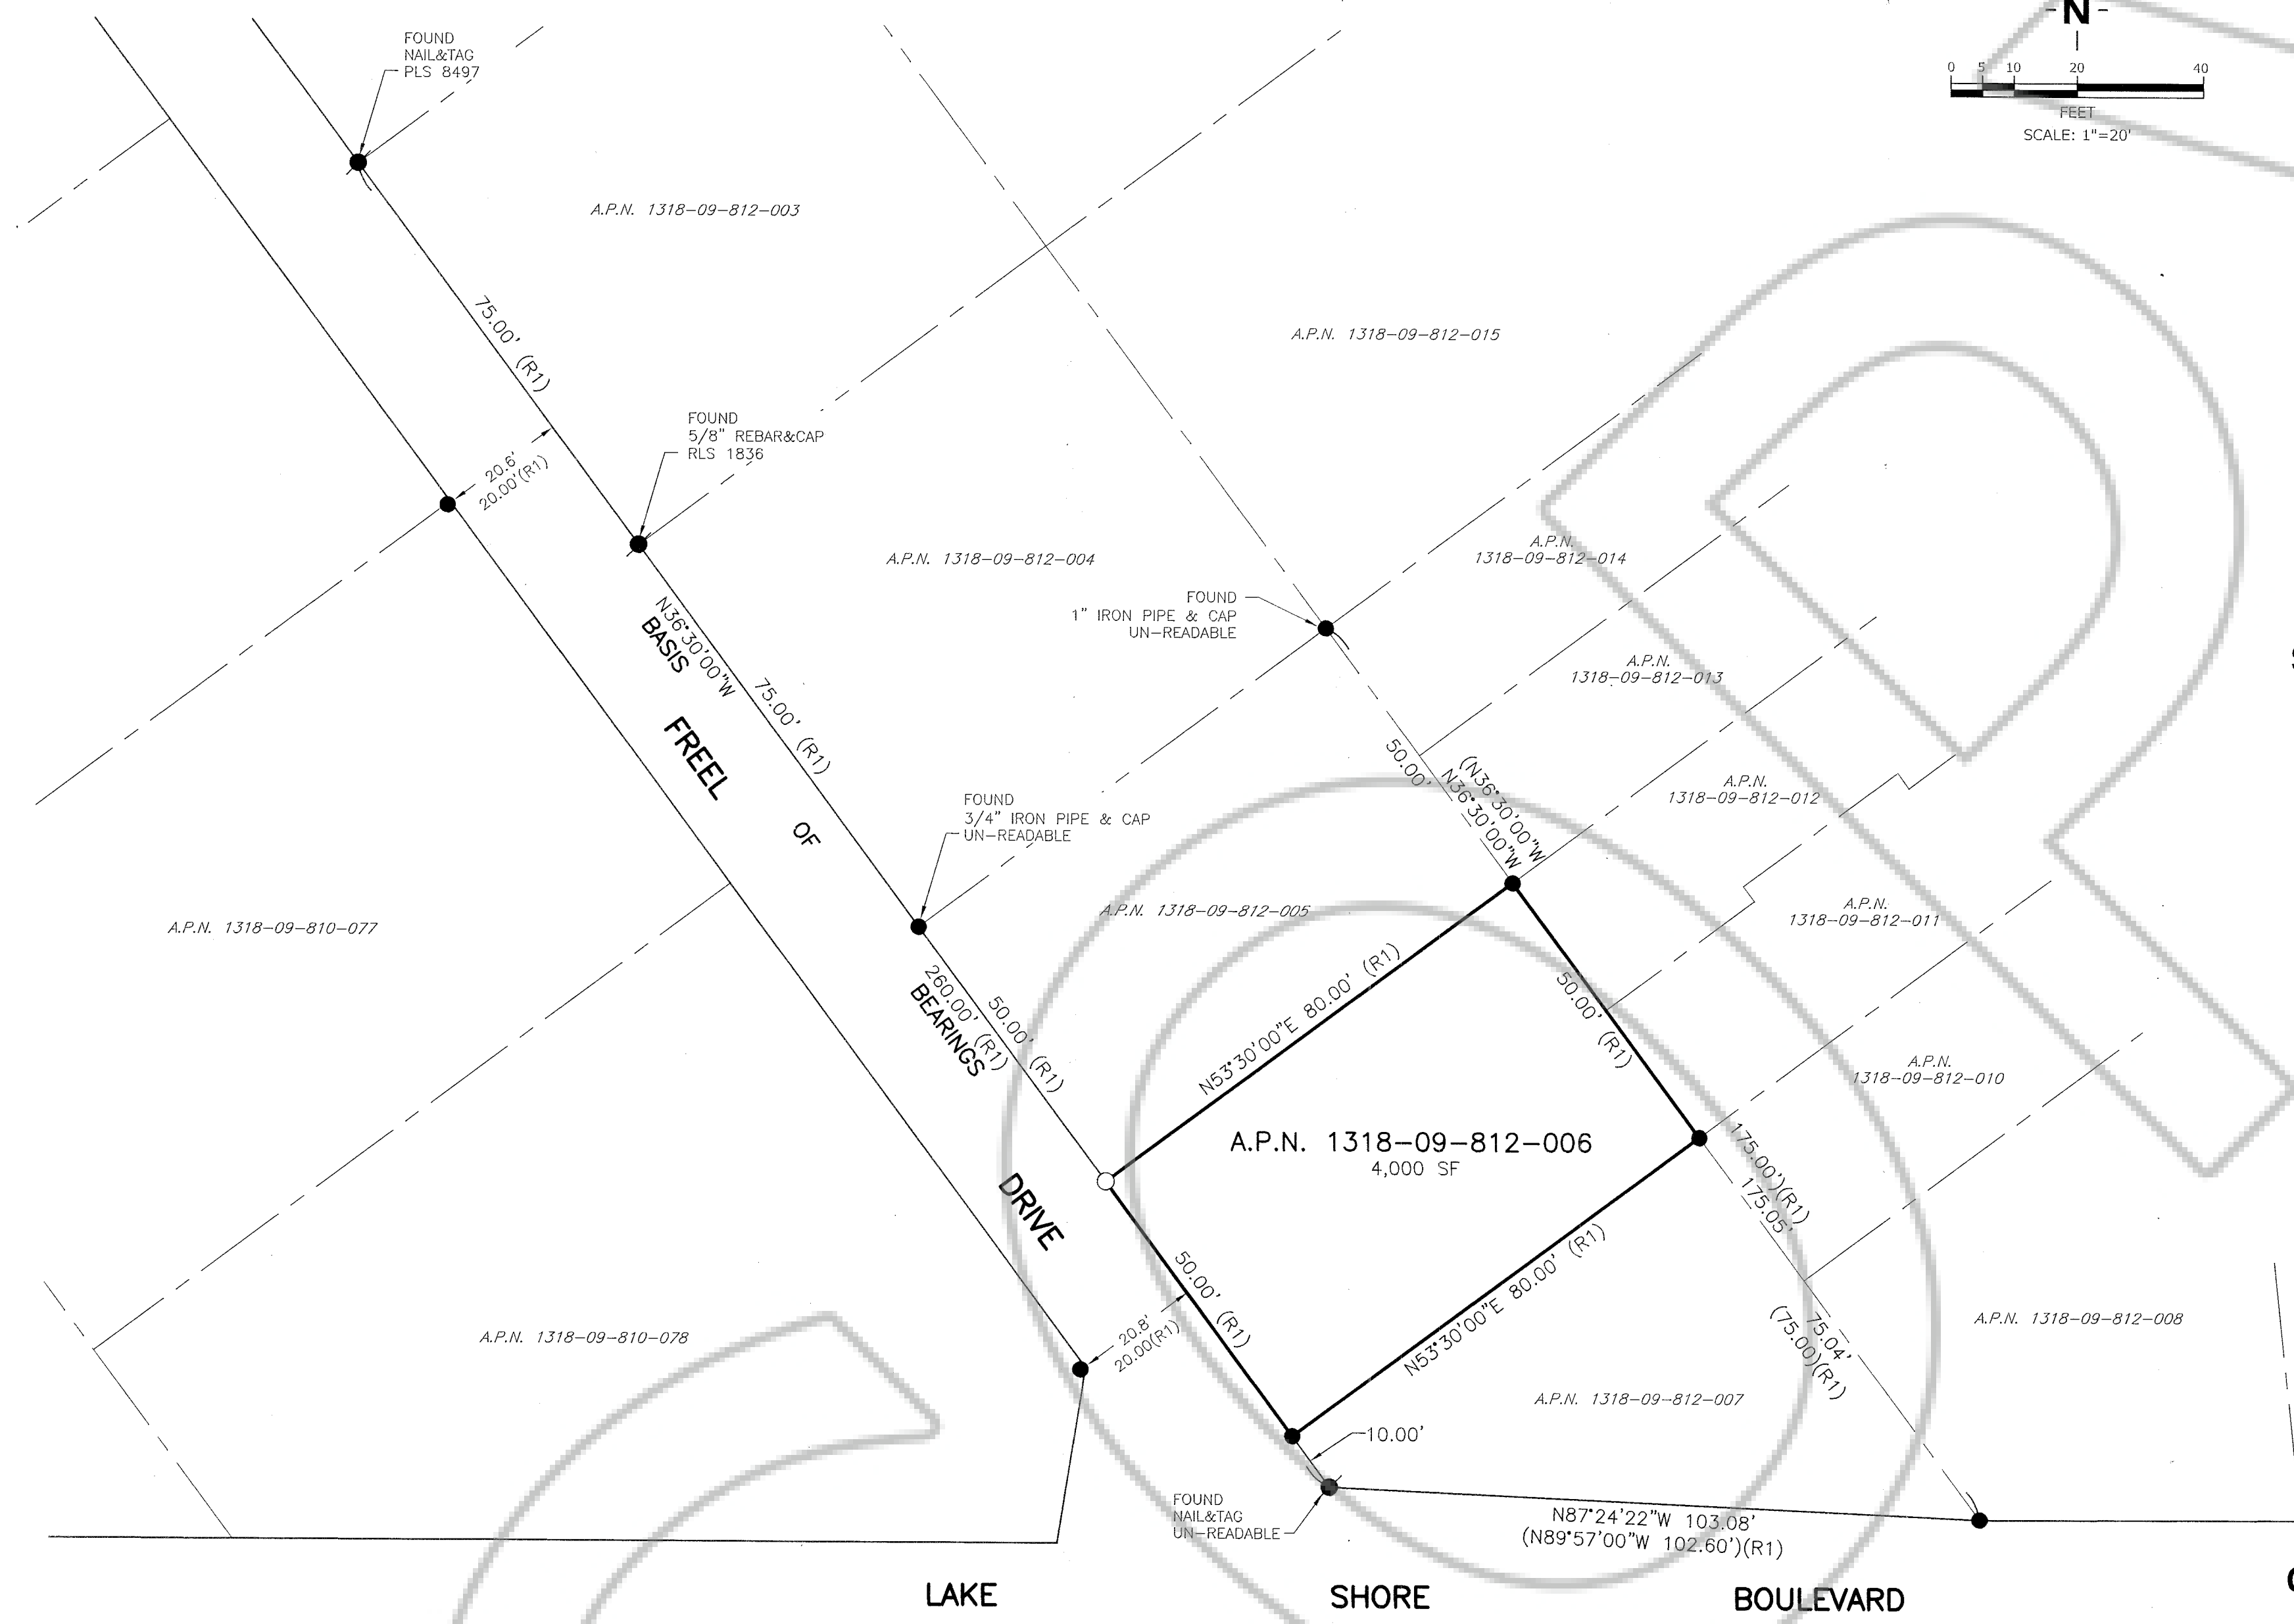 -N-
0 5 10 20 40
FEET
SCALE: 1"=20'
FOUND
NAIL&TAG
PLS 8497
A.P.N. 1318-09-812-003
75.00' (R1)
A.P.N. 1318-09-812-015
FOUND
5/8" REBAR&CAP
RLS 1836
20.6'
20.00'(R1)
A.P.N. 1318-09-812-004
A.P.N.
1318-09-812-014
FOUND
1" IRON PIPE & CAP
UN-READABLE
N36°30'00"W
BASIS
75.00' (R1)
A.P.N.
1318-09-812-013
50.00'
(N36°30'00"W
N36°30'00"W
FREEL
OF
FOUND
3/4" IRON PIPE & CAP
UN-READABLE
A.P.N.
1318-09-812-012
A.P.N. 1318-09-810-077
A.P.N. 1318-09-812-005
A.P.N.
1318-09-812-011
50.00' (R1)
260.00' (R1)
BEARINGS
N53°30'00"E 80.00' (R1)
50.00' (R1)
A.P.N.
1318-09-812-010
A.P.N. 1318-09-812-006
4,000 SF
175.00')(R1)
175.05'
DRIVE
50.00' (R1)
20.8'
20.00(R1)
N53°30'00"E 80.00' (R1)
A.P.N. 1318-09-810-078
A.P.N. 1318-09-812-008
75.04'
(75.00)(R1)
A.P.N. 1318-09-812-007
10.00'
FOUND
NAIL&TAG
UN-READABLE
N87°24'22"W 103.08'
(N89°57'00"W 102.60')(R1)
LAKE SHORE BOULEVARD